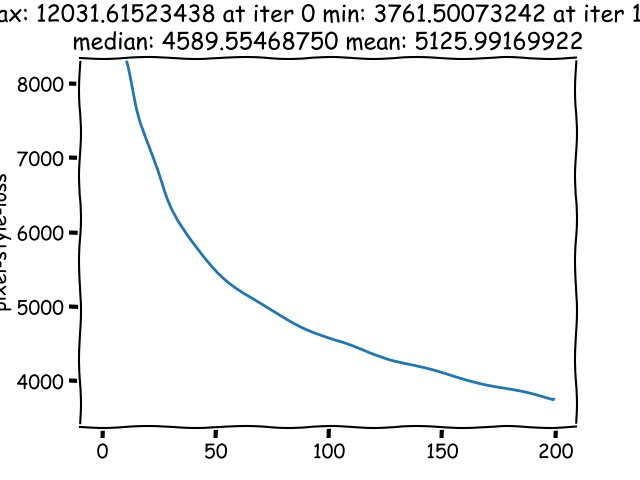 ax: 12031.61523438 at iter 0 min: 3761.50073242 at iter 1
median: 4589.55468750 mean: 5125.99169922
8000
7000
6000
5000
4000
pixel-style-loss
0 50 100 150 200